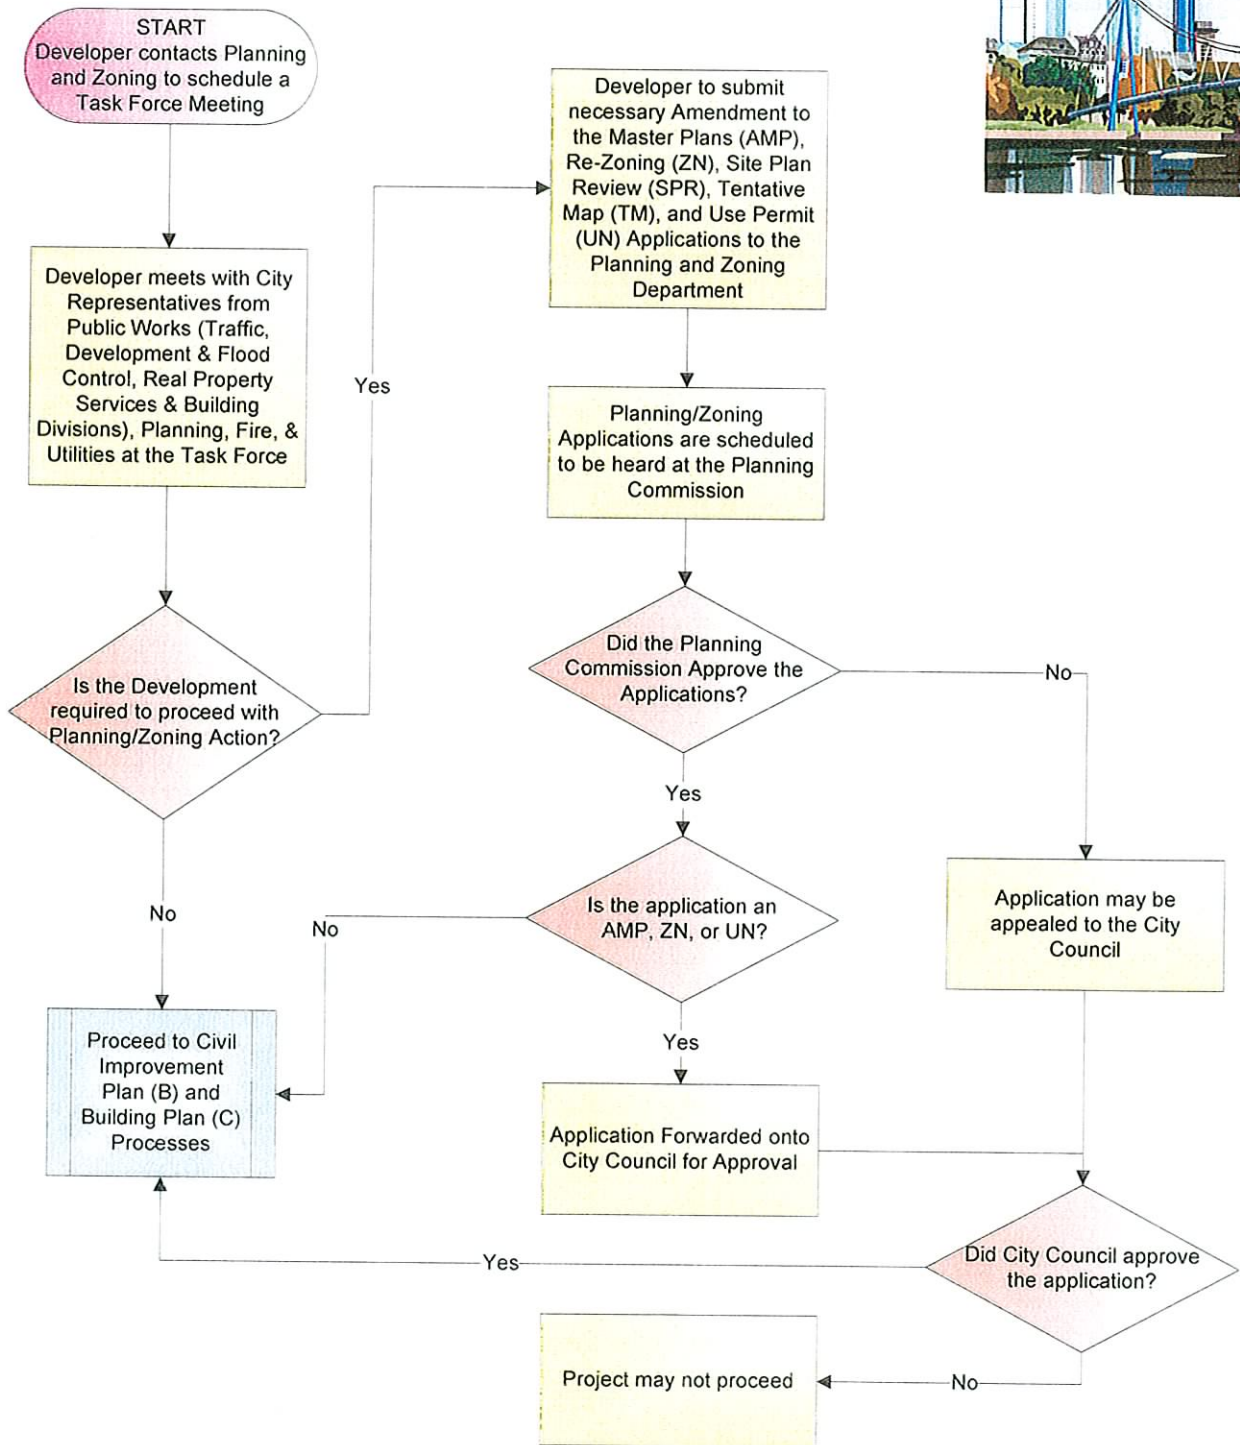 START
Developer contacts Planning
and Zoning to schedule a
Task Force Meeting
Developer meets with City
Representatives from
Public Works (Traffic,
Development & Flood
Control, Real Property
Services & Building
Divisions), Planning, Fire, &
Utilities at the Task Force
Is the Development
required to proceed with
Planning/Zoning Action?
Yes
No
Developer to submit
necessary Amendment to
the Master Plans (AMP),
Re-Zoning (ZN), Site Plan
Review (SPR), Tentative
Map (TM), and Use Permit
(UN) Applications to the
Planning and Zoning
Department
Planning/Zoning
Applications are scheduled
to be heard at the Planning
Commission
Did the Planning
Commission Approve the
Applications?
No
Yes
Is the application an
AMP, ZN, or UN?
No
Yes
Application may be
appealed to the City
Council
Proceed to Civil
Improvement
Plan (B) and
Building Plan (C)
Processes
Application Forwarded onto
City Council for Approval
Did City Council approve
the application?
Yes
No
Project may not proceed